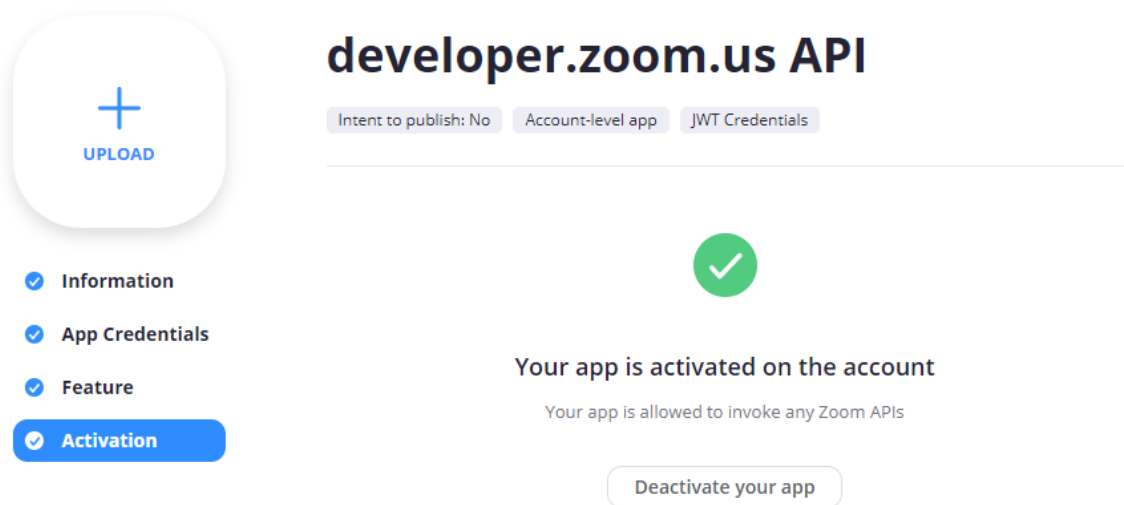 UPLOAD
Information
App Credentials
Feature
Activation
developer.zoom.us API
Intent to publish: No Account-level app JWT Credentials
Your app is activated on the account
Your app is allowed to invoke any Zoom APIs
Deactivate your app